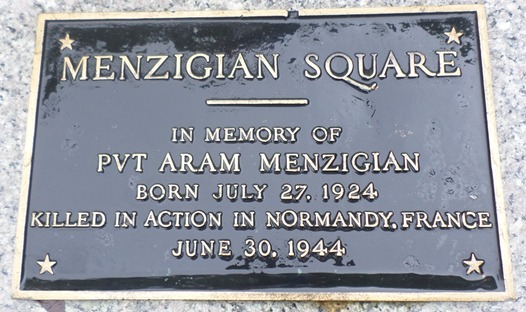 MENZIGIAN SQUARE
IN MEMORY OF
PVT ARAM MENZIGIAN
BORN JULY 27, 1924
KILLED IN ACTION IN NORMANDY, FRANCE
JUNE 30, 1944